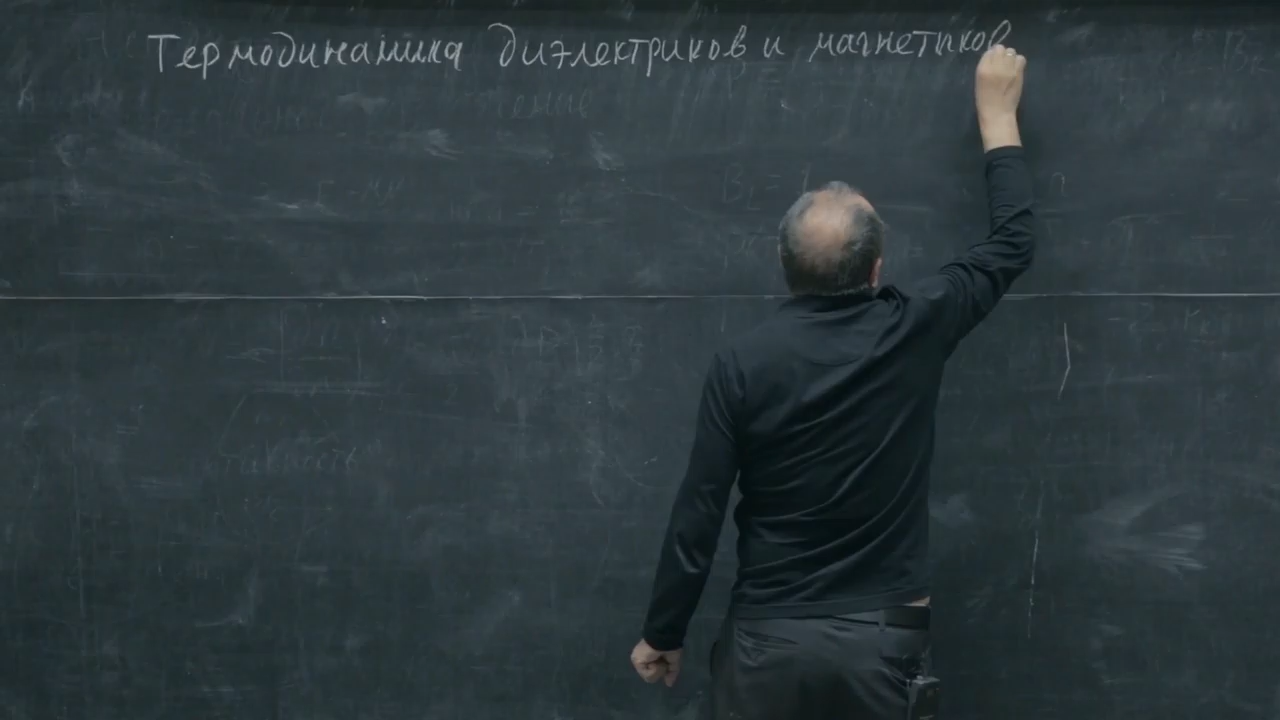 Термодинамика диэлектриков и магнетиков